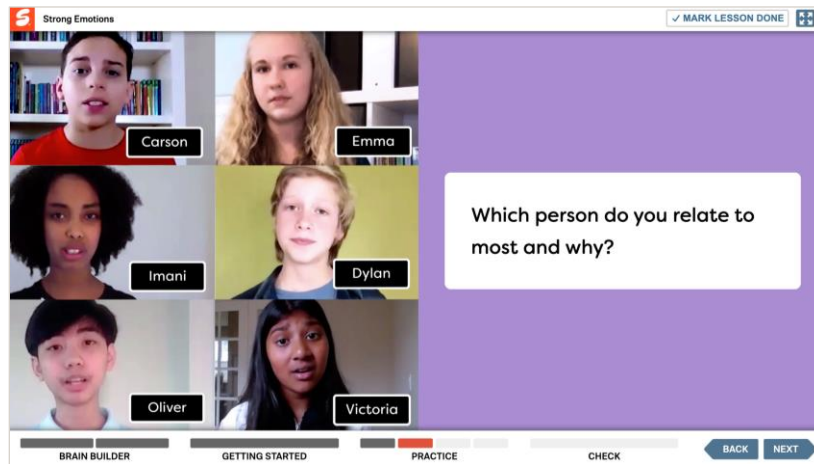 Strong Emotions
✓ MARK LESSON DONE
Carson
Emma
Imani
Dylan
Oliver
Victoria
Which person do you relate to
most and why?
BRAIN BUILDER
GETTING STARTED
PRACTICE
CHECK
BACK
NEXT